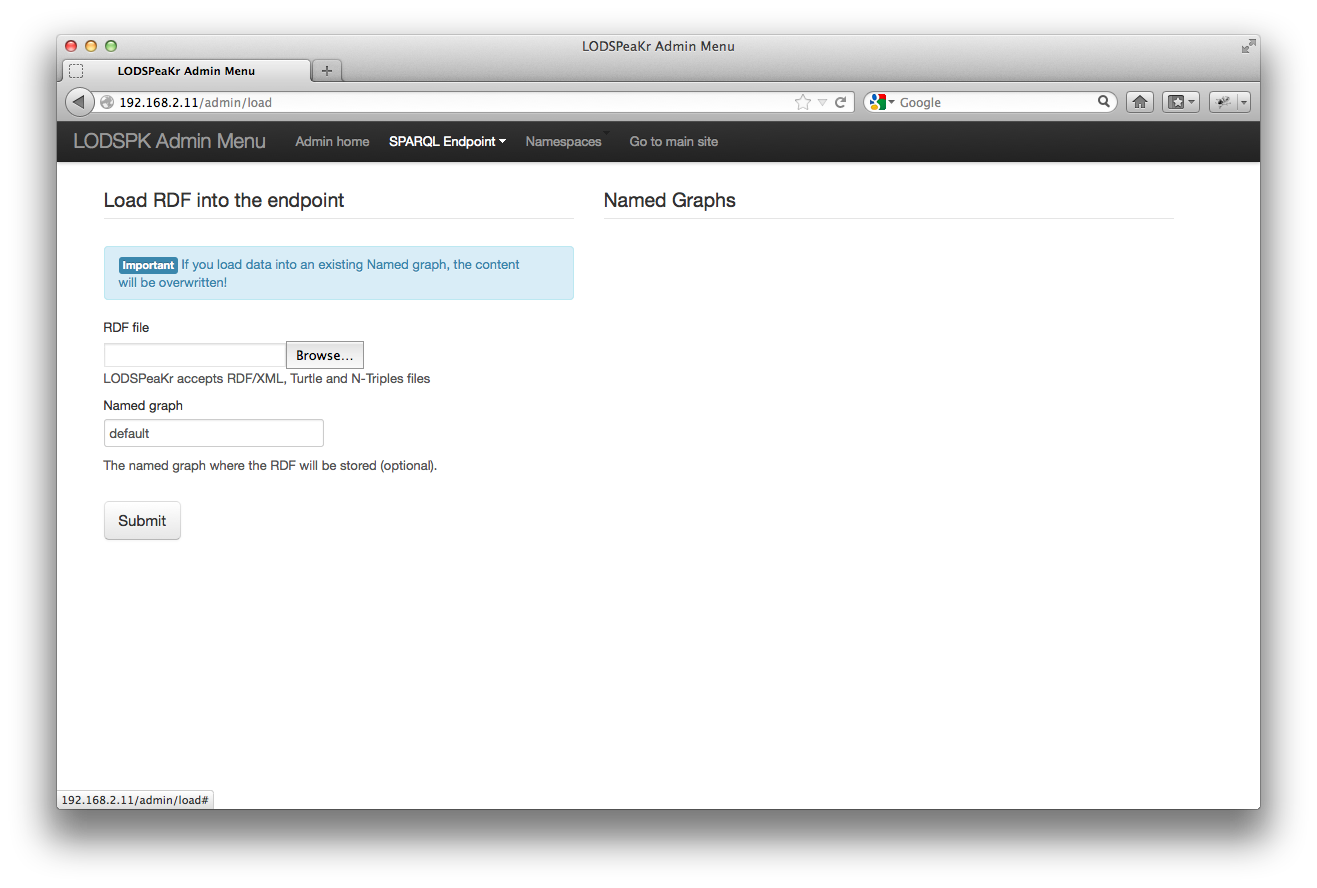 LODSPeaKr Admin Menu
LODSPeaKr Admin Menu
192.168.2.11/admin/load
Google
LODSPK Admin Menu Admin home SPARQL Endpoint Namespaces Go to main site
Load RDF into the endpoint
Named Graphs
Important If you load data into an existing Named graph, the content
will be overwritten!
RDF file
Browse...
LODSPeaKr accepts RDF/XML, Turtle and N-Triples files
Named graph
default
The named graph where the RDF will be stored (optional).
Submit
192.168.2.11/admin/load#